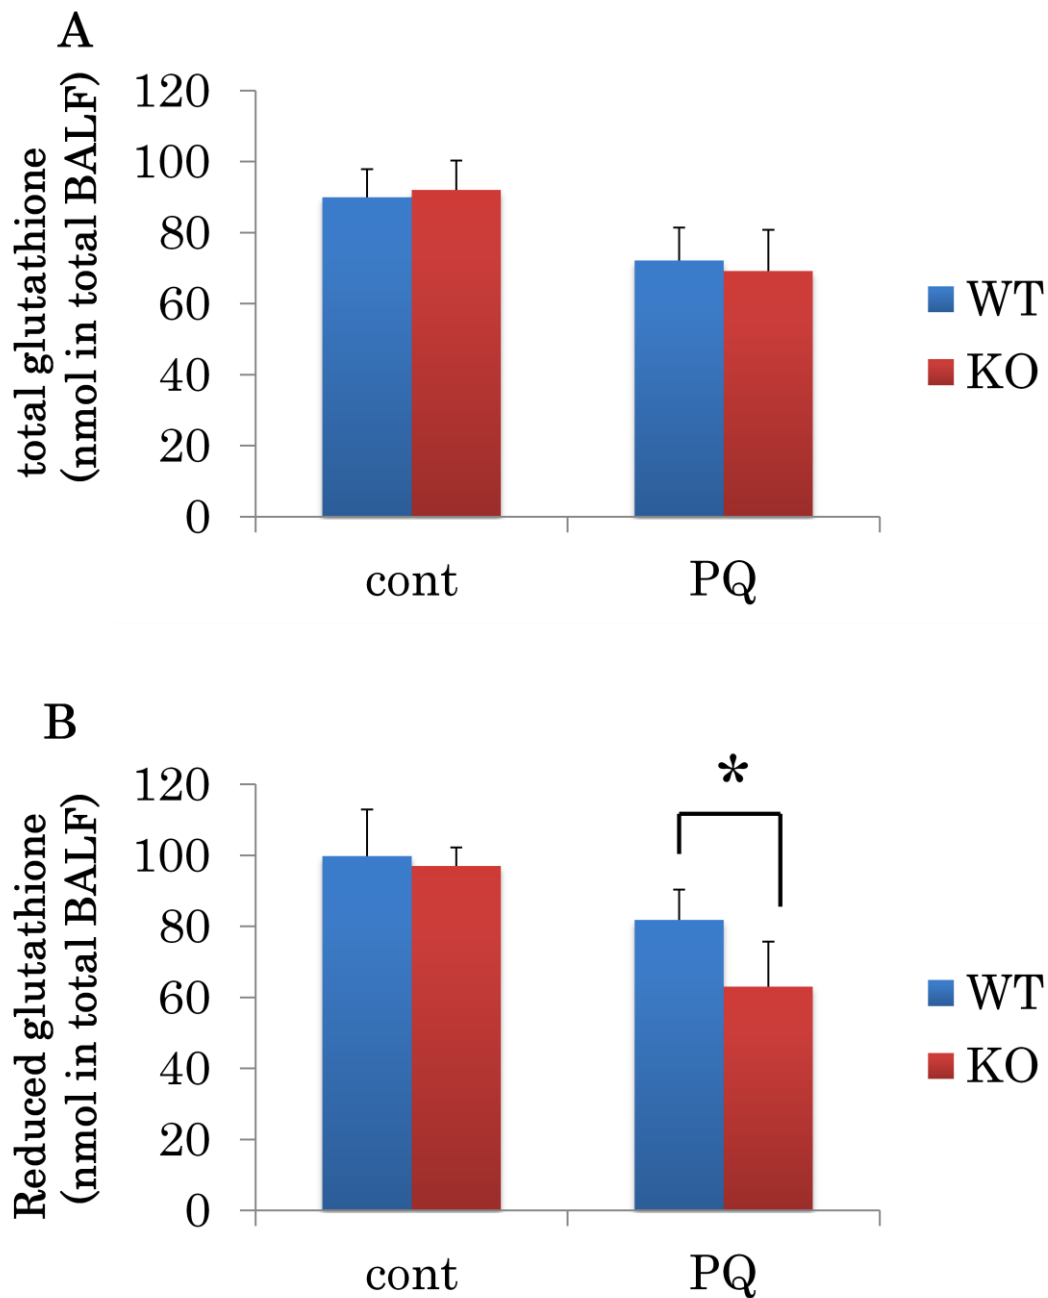 A
total glutathione
(nmol in total BALF)
120
100
80
60
40
20
0
cont PQ
WT
KO
B
Reduced glutathione
(nmol in total BALF)
120
100
80
60
40
20
0
*
cont PQ
WT
KO